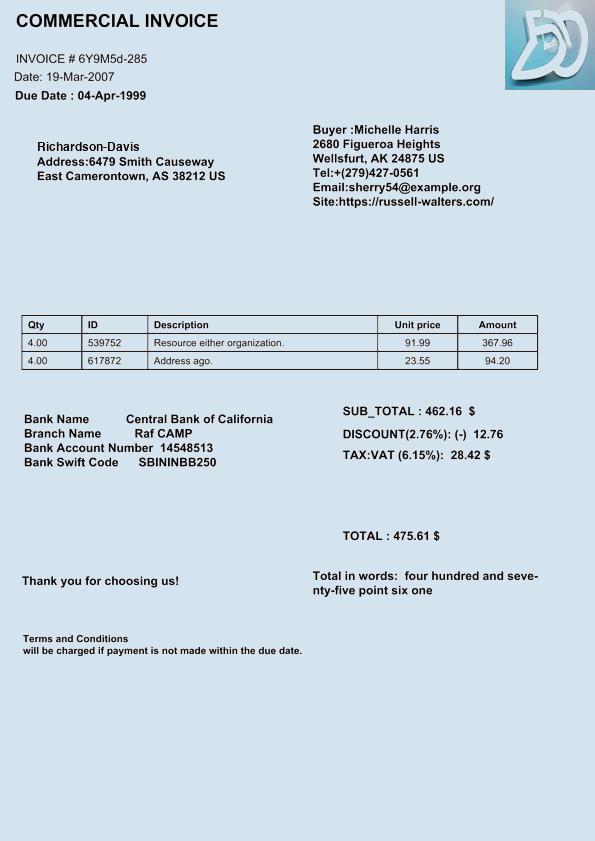 COMMERCIAL INVOICE
INVOICE # 6Y9M5d-285
Date: 19-Mar-2007
Due Date : 04-Apr-1999
Richardson-Davis
Address:6479 Smith Causeway
East Camerontown, AS 38212 US
Buyer :Michelle Harris
2680 Figueroa Heights
Wellsfurt, AK 24875 US
Tel:+(279)427-0561
Email:sherry54@example.org
Site:https://russell-walters.com/
Qty ID Description Unit price Amount
4.00 539752 Resource either organization. 91.99 367.96
4.00 617872 Address ago. 23.55 94.20
Bank Name Central Bank of California
Branch Name Raf CAMP
Bank Account Number 14548513
Bank Swift Code SBININBB250
SUB_TOTAL : 462.16 $
DISCOUNT(2.76%): (-) 12.76
TAX:VAT (6.15%): 28.42 $
TOTAL : 475.61 $
Thank you for choosing us!
Total in words: four hundred and seve-
nty-five point six one
Terms and Conditions
will be charged if payment is not made within the due date.